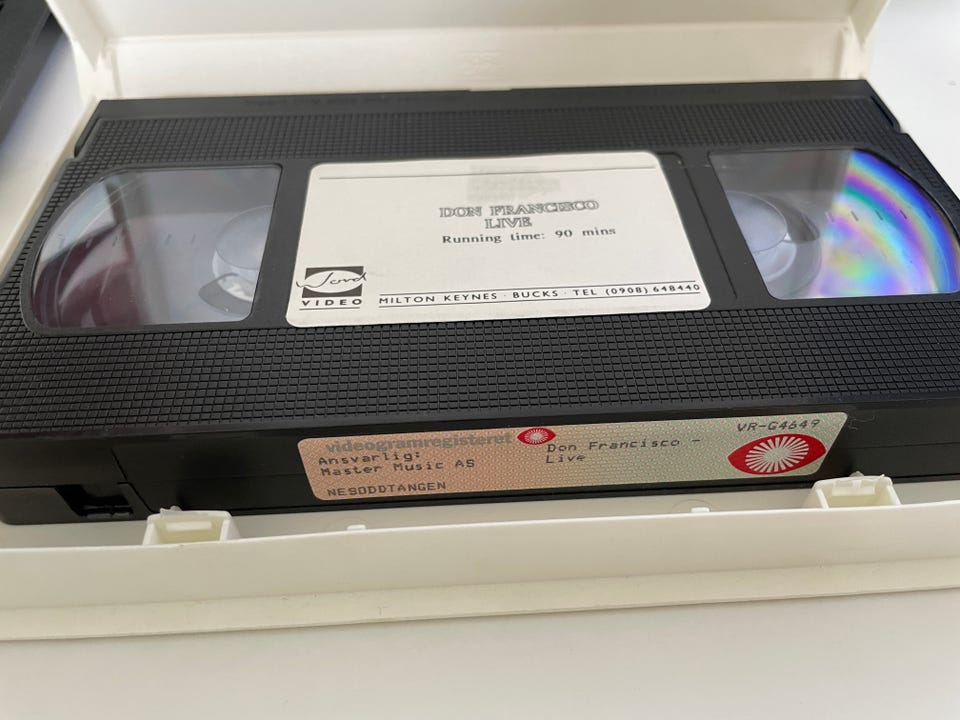 DON FRANCISCO
LIVE
Running time: 90 mins
Word
VIDEO
MILTON KEYNES · BUCKS · TEL (0908) 648440
videogramregisteret
VR-G4649
Ansvarlig:
Master Music AS
NESODDTANGEN
Don Francisco -
Live